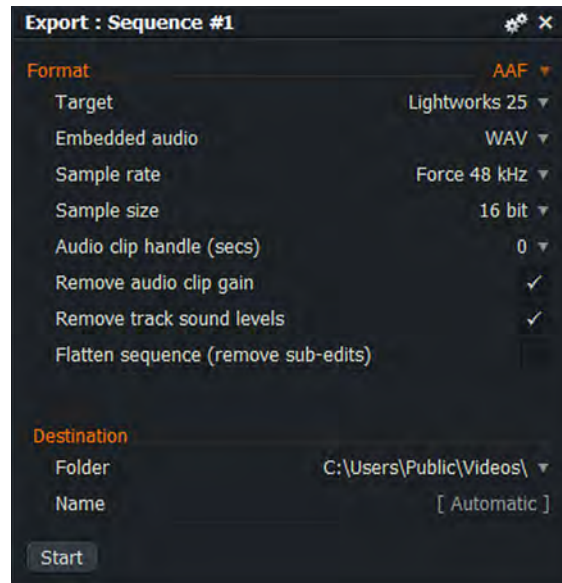 Export : Sequence #1
Format AAF
Target Lightworks 25
Embedded audio WAV
Sample rate Force 48 kHz
Sample size 16 bit
Audio clip handle (secs) 0
Remove audio clip gain ✓
Remove track sound levels ✓
Flatten sequence (remove sub-edits)
Destination
Folder C:\Users\Public\Videos\
Name [ Automatic ]
Start